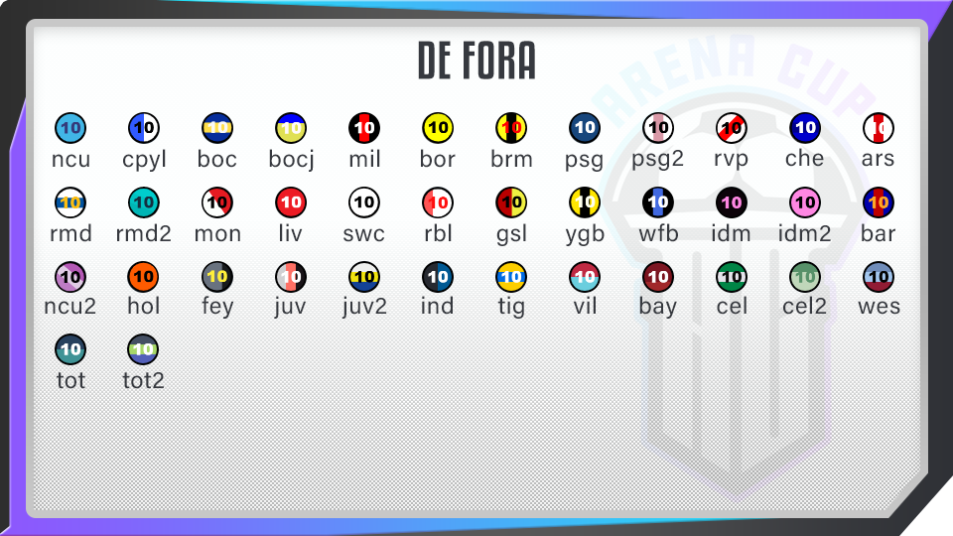 DE FORA
ARENA CUP
10 10 10 10 10 10 10 10 10 10 10 10
ncu cpyl boc bocj mil bor brm psg psg2 rvp che ars
10 10 10 10 10 10 10 10 10 10 10 10
rmd rmd2 mon liv swc rbl gsl ygb wfb idm idm2 bar
10 10 10 10 10 10 10 10 10 10 10 10
ncu2 hol fey juv juv2 ind tig vil bay cel cel2 wes
10 10
tot tot2